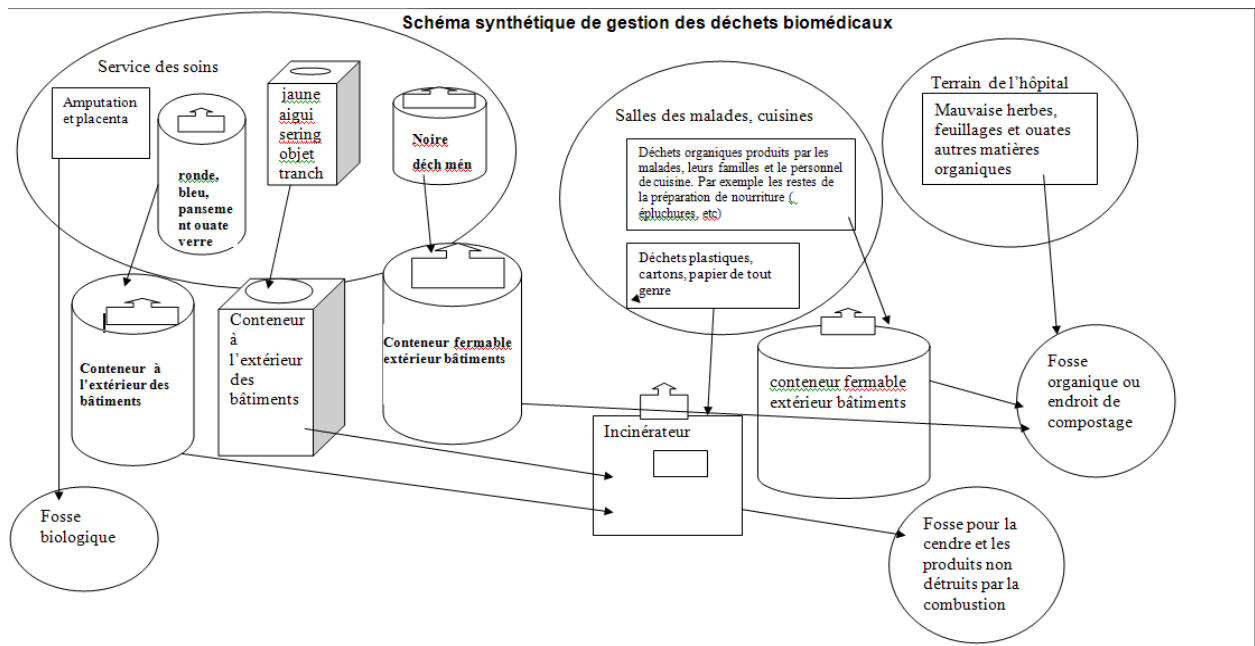 Schéma synthétique de gestion des déchets biomédicaux
Service des soins
Amputation
et placenta
ronde,
bleu,
panseme
nt ouate
verre
jaune
aigui
sering
objet
tranch
Noire
déch mén
Salles des malades, cuisines
Déchets organiques produits par les
malades, leurs familles et le personnel
de cuisine. Par exemple les restes de
la préparation de nourriture (
épluchures, etc)
Déchets plastiques,
cartons, papier de tout
genre
Terrain de l’hôpital
Mauvaise herbes,
feuillages et ouates
autres matières
organiques
Conteneur à
l'extérieur des
bâtiments
Conteneur
à
l’extérieur
des
bâtiments
Conteneur fermable
extérieur bâtiments
Incinérateur
conteneur fermable
extérieur bâtiments
Fosse
organique ou
endroit de
compostage
Fosse
biologique
Fosse pour la
cendre et les
produits non
détruits par la
combustion